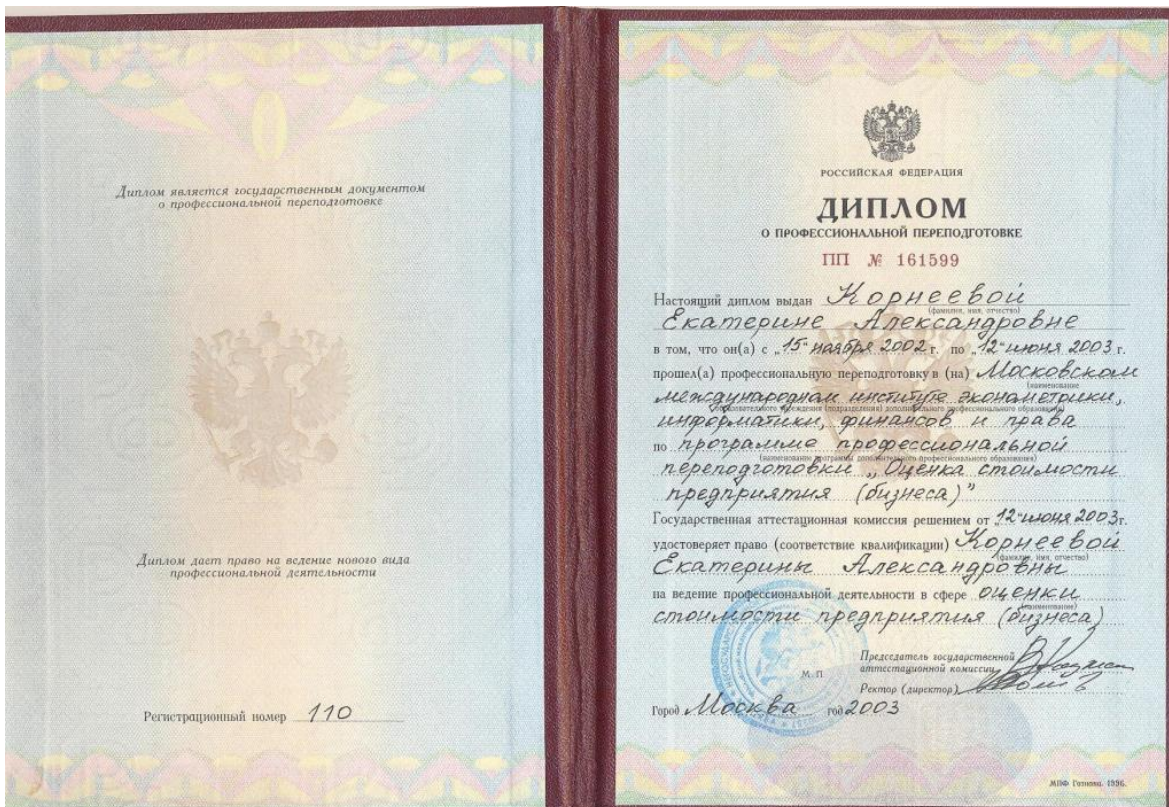 Диплом является государственным документом
о профессиональной переподготовке
Диплом дает право на ведение нового вида
профессиональной деятельности
Регистрационный номер 110
РОССИЙСКАЯ ФЕДЕРАЦИЯ
ДИПЛОМ
О ПРОФЕССИОНАЛЬНОЙ ПЕРЕПОДГОТОВКЕ
ПП № 161599
Настоящий диплом выдан Корнеевой
(фамилия, имя, отчество)
Екатерине Александровне
в том, что он(а) с „15“ ноября 2002 г. по „12“ июня 2003 г.
прошел(а) профессиональную переподготовку в (на) Московском
(наименование
международном институте эконометрики,
образовательного учреждения (подразделения) дополнительного профессионального образования)
информатики, финансов и права
по программе профессиональной
(наименование программы дополнительного профессионального образования)
переподготовки „Оценка стоимости
предприятия (бизнеса)”
Государственная аттестационная комиссия решением от „12“ июня 2003 г.
удостоверяет право (соответствие квалификации) Корнеевой
(фамилия, имя, отчество)
Екатерины Александровны
на ведение профессиональной деятельности в сфере оценки
(наименование)
стоимости предприятия (бизнеса)
Председатель государственной
аттестационной комиссии
М. П
Ректор (директор)
Город Москва год 2003
МПФ Гознака. 1996.